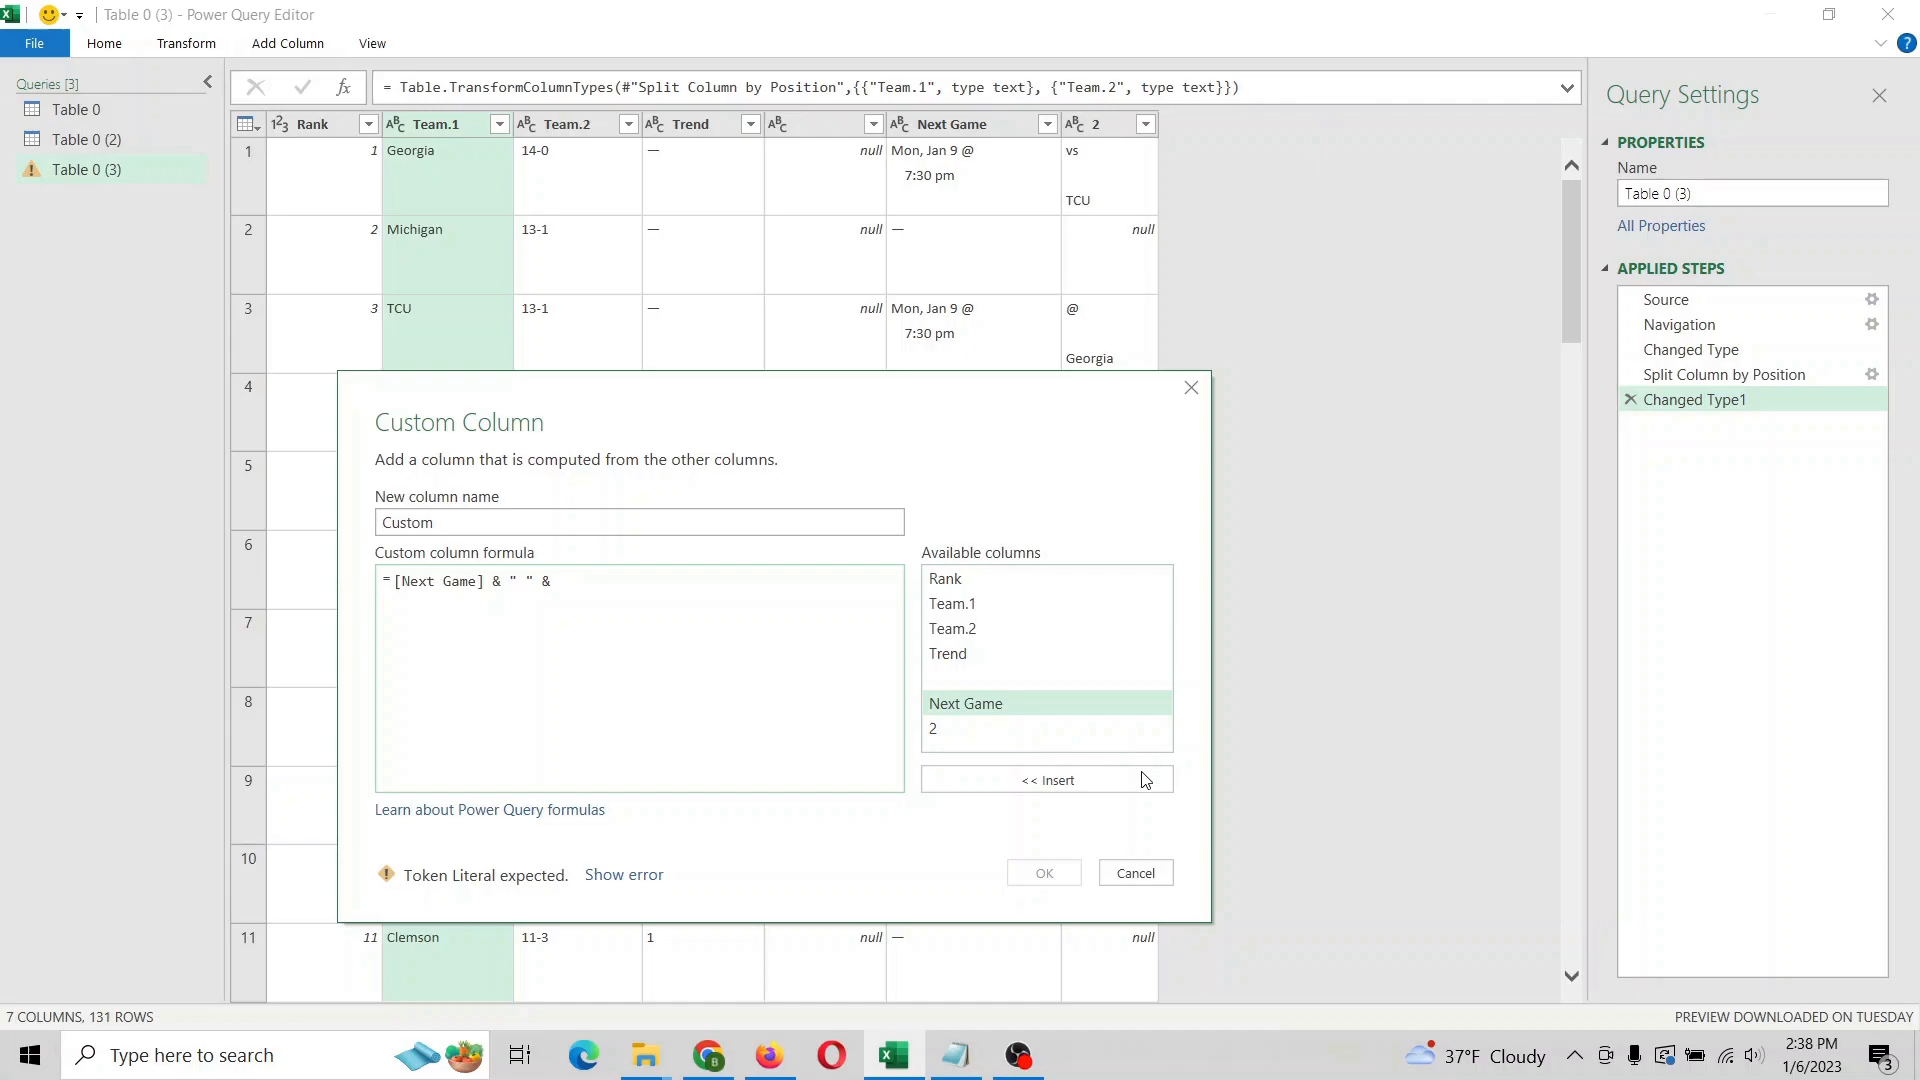 Table 0 (3) - Power Query Editor
File
Home
Transform
Add Column
View
?
Queries [3]
Table 0
Table 0 (2)
Table 0 (3)
fx
= Table.TransformColumnTypes(#"Split Column by Position",{{"Team.1", type text}, {"Team.2", type text}})
123 Rank
ABC Team.1
ABC Team.2
ABC Trend
ABC
ABC Next Game
ABC 2
1
1
Georgia
14-0
—
null
Mon, Jan 9 @
7:30 pm
vs
TCU
2
2
Michigan
13-1
—
null
—
null
3
3
TCU
13-1
—
null
Mon, Jan 9 @
7:30 pm
@
Georgia
4
5
6
7
8
9
10
11
11
Clemson
11-3
1
null
—
null
Custom Column
Add a column that is computed from the other columns.
New column name
Custom
Custom column formula
=[Next Game] & " " &
Available columns
Rank
Team.1
Team.2
Trend
Next Game
2
<< Insert
Learn about Power Query formulas
Token Literal expected.
Show error
OK
Cancel
Query Settings
PROPERTIES
Name
Table 0 (3)
All Properties
APPLIED STEPS
Source
Navigation
Changed Type
Split Column by Position
Changed Type1
7 COLUMNS, 131 ROWS
PREVIEW DOWNLOADED ON TUESDAY
Type here to search
37°F Cloudy
2:38 PM
1/6/2023
3